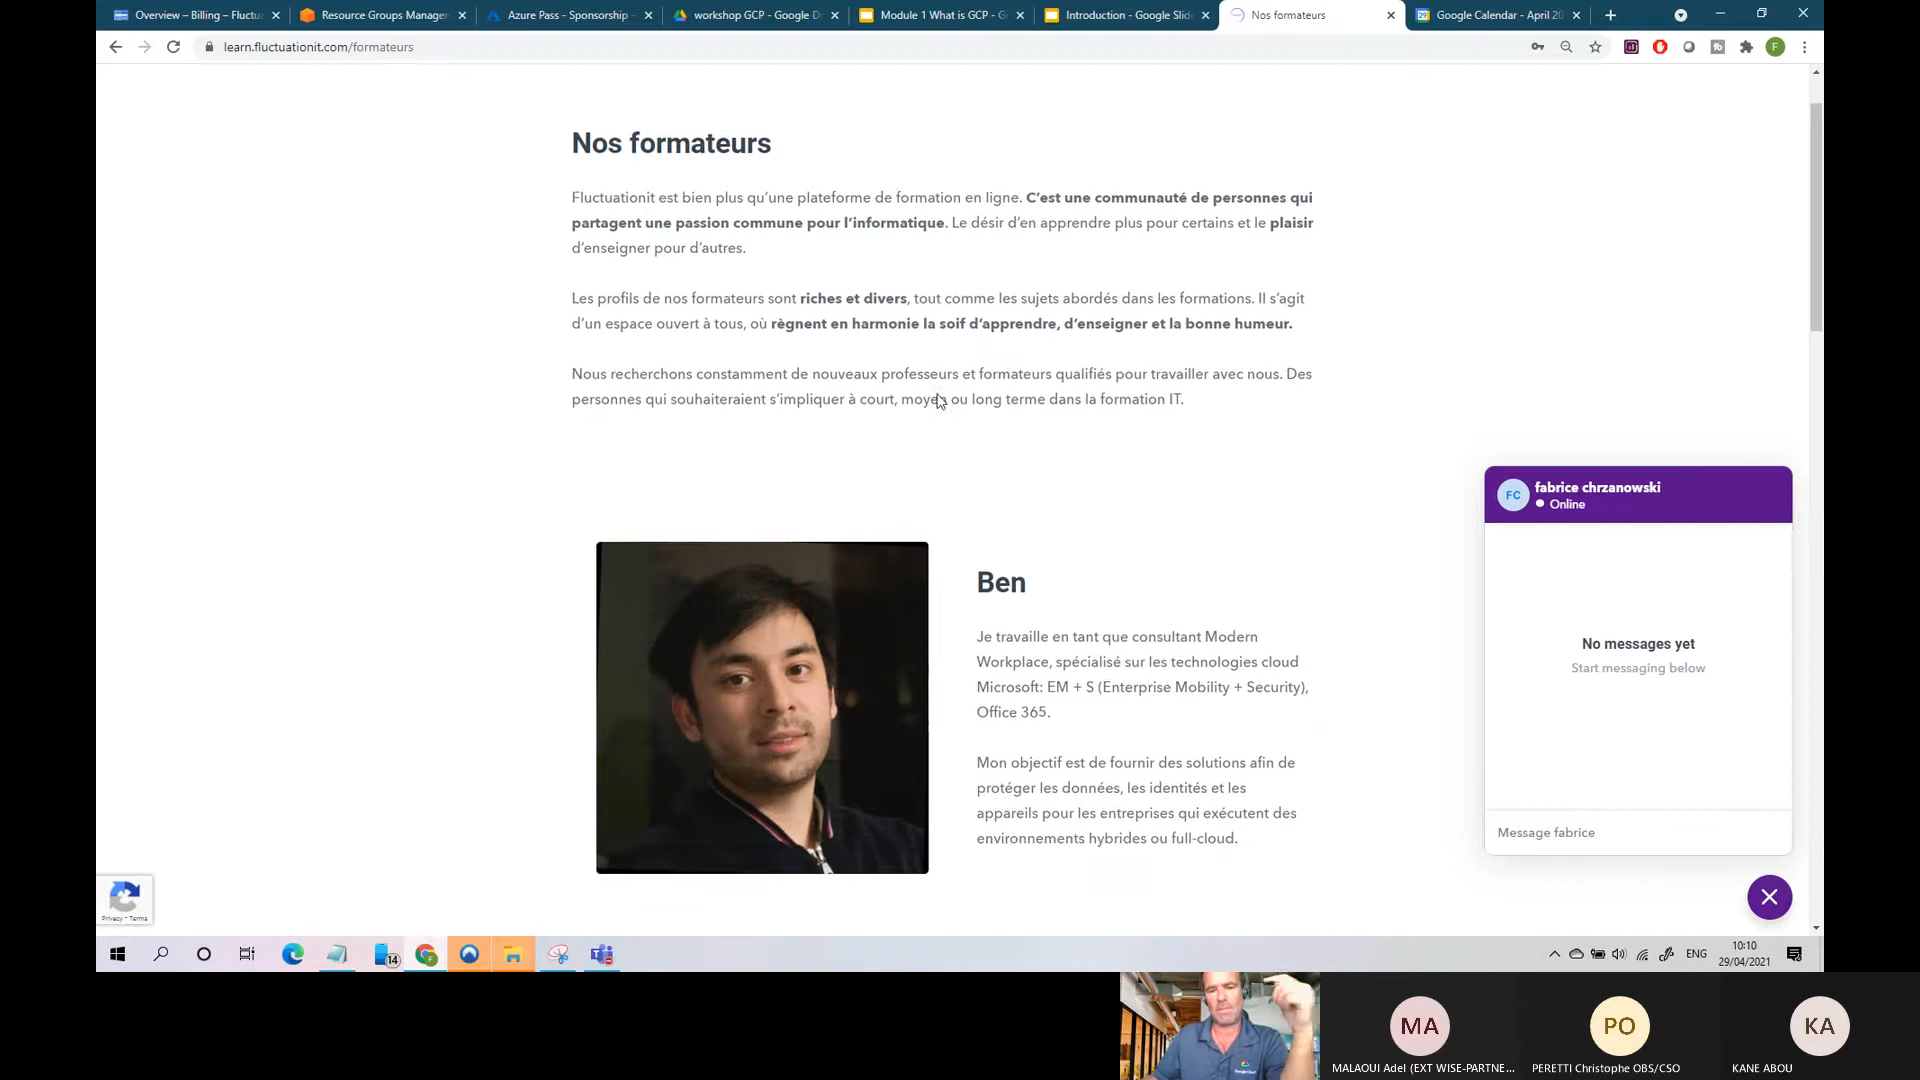 Overview – Billing – Fluctua
Resource Groups Manager
Azure Pass - Sponsorship -
workshop GCP - Google D
Module 1 What is GCP - G
Introduction - Google Slide
Nos formateurs
Google Calendar - April 20
learn.fluctuationit.com/formateurs
F
Nos formateurs
Fluctuationit est bien plus qu’une plateforme de formation en ligne. C’est une communauté de personnes qui
partagent une passion commune pour l’informatique. Le désir d’en apprendre plus pour certains et le plaisir
d’enseigner pour d’autres.
Les profils de nos formateurs sont riches et divers, tout comme les sujets abordés dans les formations. Il s’agit
d’un espace ouvert à tous, où règnent en harmonie la soif d’apprendre, d’enseigner et la bonne humeur.
Nous recherchons constamment de nouveaux professeurs et formateurs qualifiés pour travailler avec nous. Des
personnes qui souhaiteraient s’impliquer à court, moyen ou long terme dans la formation IT.
Ben
Je travaille en tant que consultant Modern
Workplace, spécialisé sur les technologies cloud
Microsoft: EM + S (Enterprise Mobility + Security),
Office 365.
Mon objectif est de fournir des solutions afin de
protéger les données, les identités et les
appareils pour les entreprises qui exécutent des
environnements hybrides ou full-cloud.
FC
fabrice chrzanowski
Online
No messages yet
Start messaging below
Message fabrice
Privacy - Terms
14
ENG
10:10
29/04/2021
Google Cloud
MA
MALAOUI Adel (EXT WISE-PARTNE...
PO
PERETTI Christophe OBS/CSO
KA
KANE ABOU